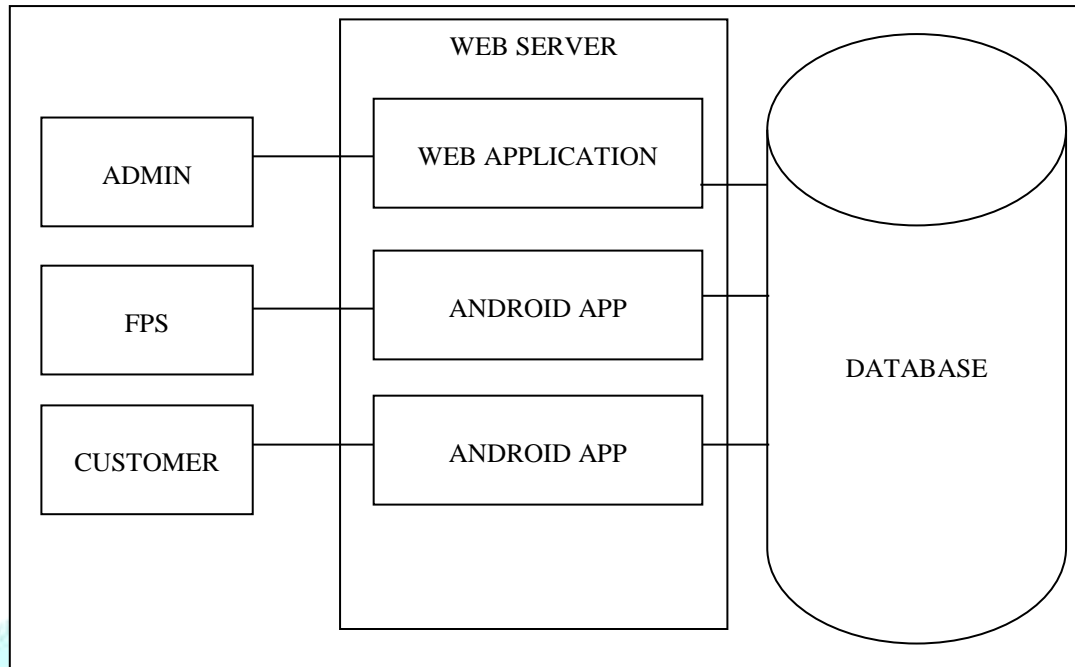 WEB SERVER
ADMIN
WEB APPLICATION
FPS
ANDROID APP
DATABASE
CUSTOMER
ANDROID APP